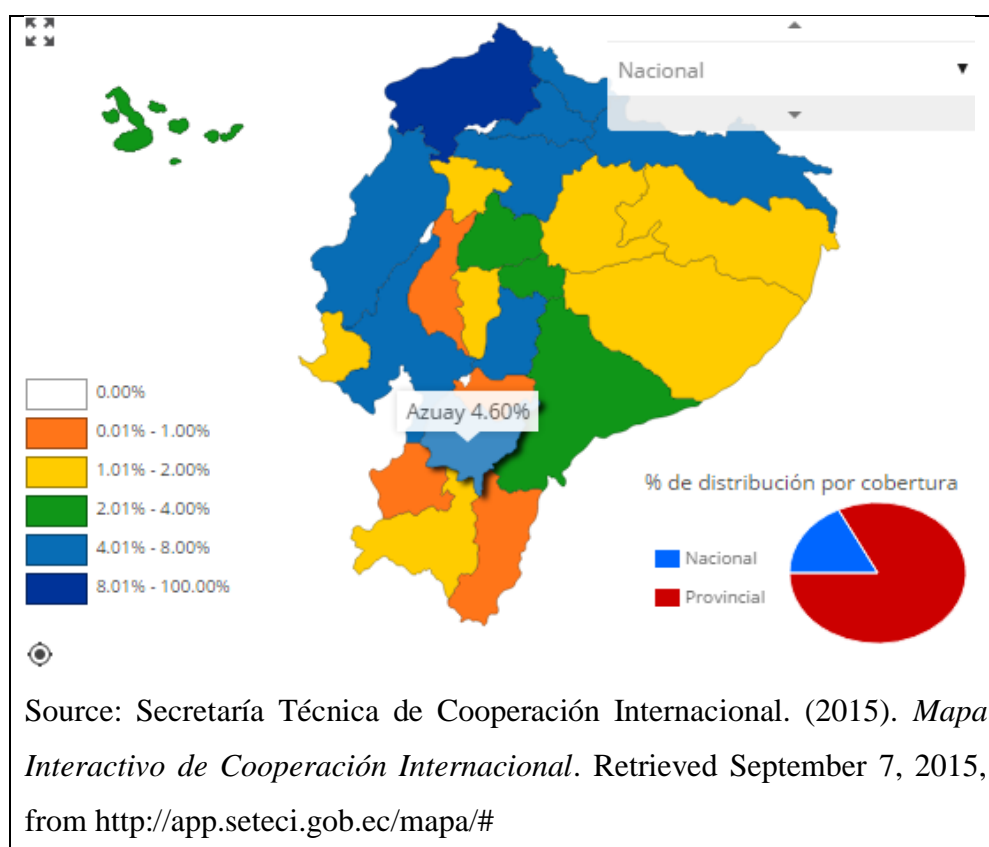 Nacional
Azuay 4.60%
0.00%
0.01% - 1.00%
1.01% - 2.00%
2.01% - 4.00%
4.01% - 8.00%
8.01% - 100.00%
% de distribución por cobertura
Nacional
Provincial
Source: Secretaría Técnica de Cooperación Internacional. (2015). Mapa
Interactivo de Cooperación Internacional. Retrieved September 7, 2015,
from http://app.seteci.gob.ec/mapa/#